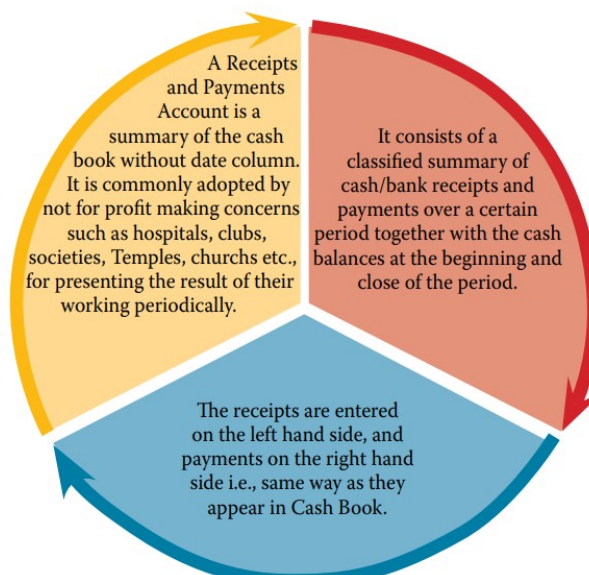 A Receipts
and Payments
Account is a
summary of the cash
book without date column.
It is commonly adopted by
not for profit making concerns
such as hospitals, clubs,
societies, Temples, churchs etc.,
for presenting the result of their
working periodically.
It consists of a
classified summary of
cash/bank receipts and
payments over a certain
period together with the cash
balances at the beginning and
close of the period.
The receipts are entered
on the left hand side, and
payments on the right hand
side i.e., same way as they
appear in Cash Book.